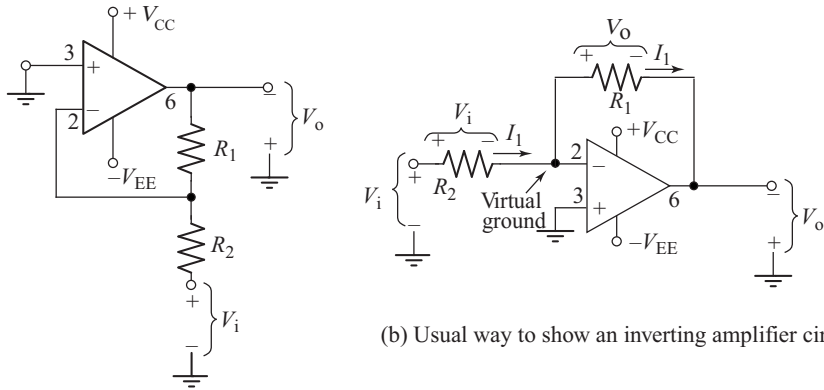 + V_CC
3
+
6
−
2
−
V_o
R_1
+
−V_EE
R_2
+
V_i
−
V_o
+ −
I_1
R_1
V_i
+ −
I_1
+V_CC
+
R_2
2
−
6
−
V_i
Virtual
ground
3
+
V_o
−
−V_EE
+
(b) Usual way to show an inverting amplifier cir